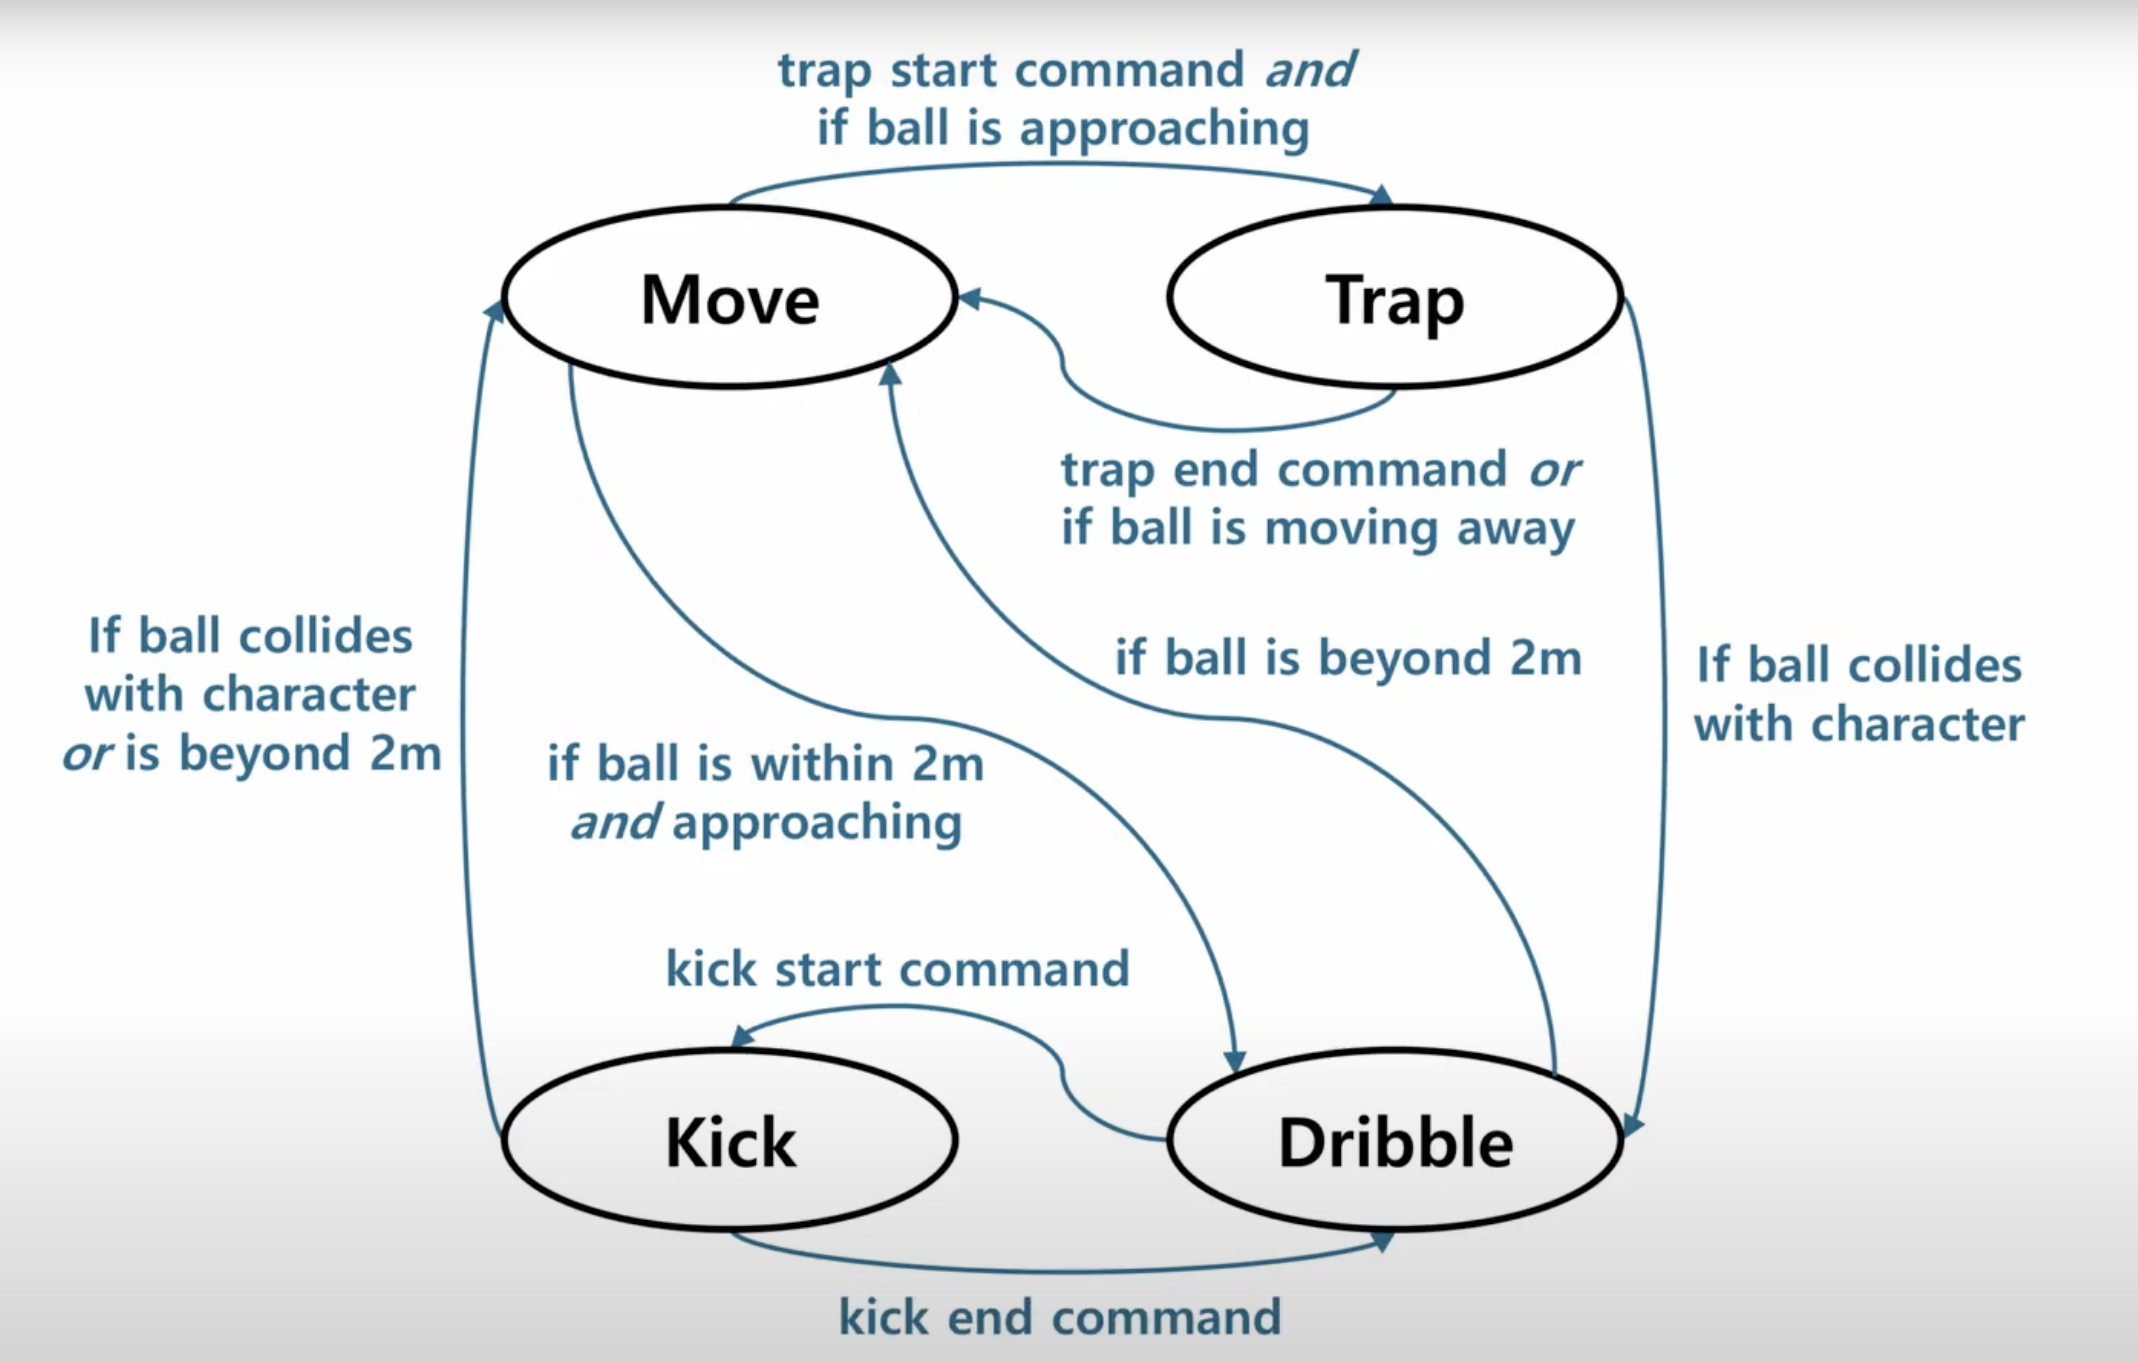 trap start command and
if ball is approaching
Move
Trap
trap end command or
if ball is moving away
If ball collides
with character
or is beyond 2m
if ball is beyond 2m
If ball collides
with character
if ball is within 2m
and approaching
kick start command
Kick
Dribble
kick end command